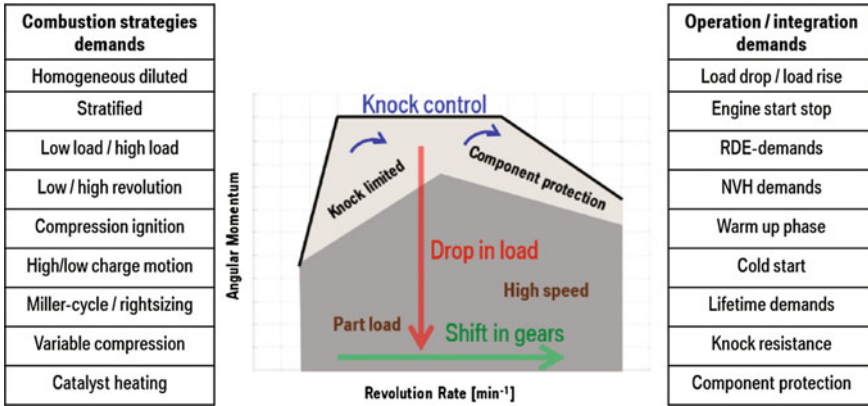 Combustion strategies
demands
Homogeneous diluted
Stratified
Low load / high load
Low / high revolution
Compression ignition
High/low charge motion
Miller-cycle / rightsizing
Variable compression
Catalyst heating
Angular Momentum
Knock control
Knock limited
Component protection
Drop in load
High speed
Part load
Shift in gears
Revolution Rate [min⁻¹]
Operation / integration
demands
Load drop / load rise
Engine start stop
RDE-demands
NVH demands
Warm up phase
Cold start
Lifetime demands
Knock resistance
Component protection